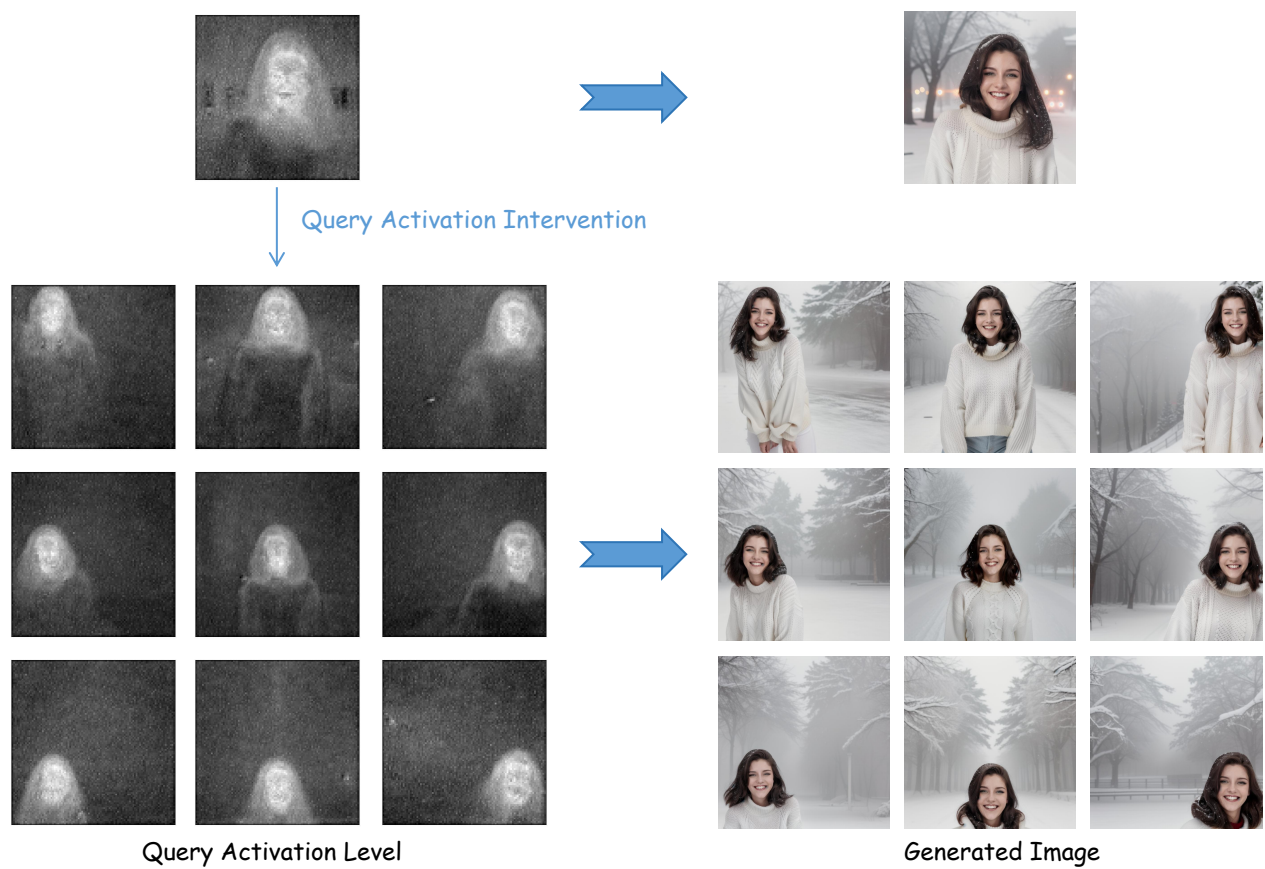 Query Activation Intervention
Query Activation Level
Generated Image